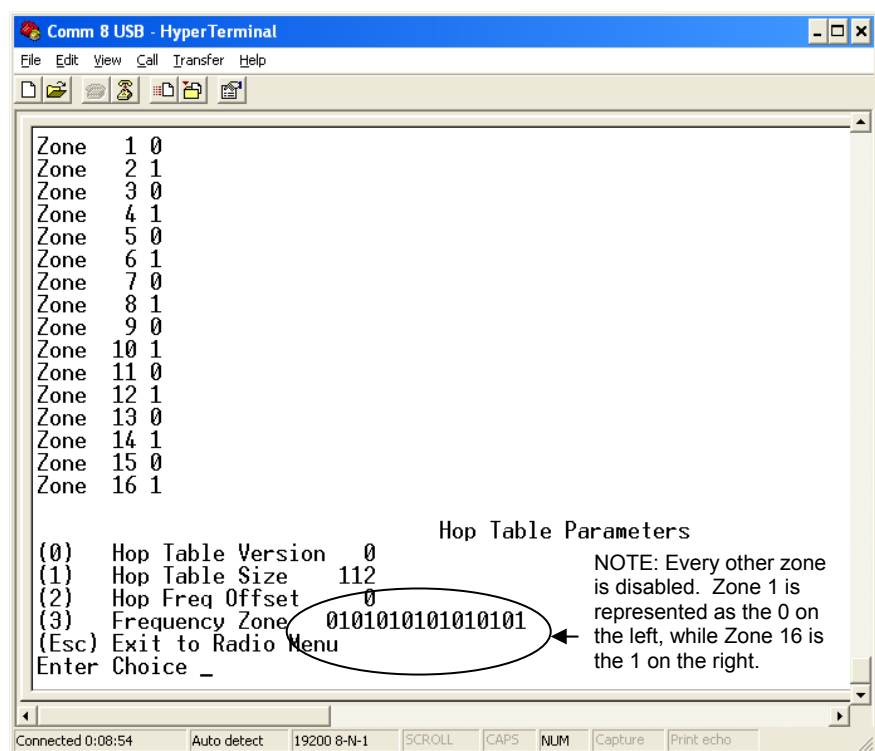 Comm 8 USB - HyperTerminal
File Edit View Call Transfer Help
Zone 1 0
Zone 2 1
Zone 3 0
Zone 4 1
Zone 5 0
Zone 6 1
Zone 7 0
Zone 8 1
Zone 9 0
Zone 10 1
Zone 11 0
Zone 12 1
Zone 13 0
Zone 14 1
Zone 15 0
Zone 16 1
Hop Table Parameters
(0) Hop Table Version 0
(1) Hop Table Size 112
(2) Hop Freq Offset 0
(3) Frequency Zone 0101010101010101
(Esc) Exit to Radio Menu
Enter Choice _
NOTE: Every other zone
is disabled. Zone 1 is
represented as the 0 on
the left, while Zone 16 is
the 1 on the right.
Connected 0:08:54 Auto detect 19200 8-N-1 SCROLL CAPS NUM Capture Print echo